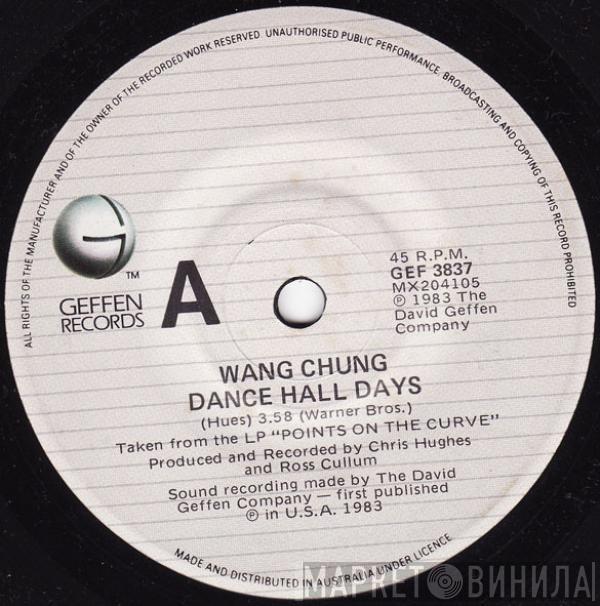 ALL RIGHTS OF THE MANUFACTURER AND OF THE OWNER OF THE RECORDED WORK RESERVED. UNAUTHORISED PUBLIC PERFORMANCE, BROADCASTING AND COPYING OF THIS RECORD PROHIBITED
TM
GEFFEN
RECORDS
A
45 R.P.M.
GEF 3837
MX204105
℗ 1983 The
David Geffen
Company
WANG CHUNG
DANCE HALL DAYS
(Hues) 3.58 (Warner Bros.)
Taken from the LP "POINTS ON THE CURVE"
Produced and Recorded by Chris Hughes
and Ross Cullum
Sound recording made by The David
Geffen Company — first published
℗ in U.S.A. 1983
MADE AND DISTRIBUTED IN AUSTRALIA UNDER LICENCE
МАРКЕТ ВИНИЛА